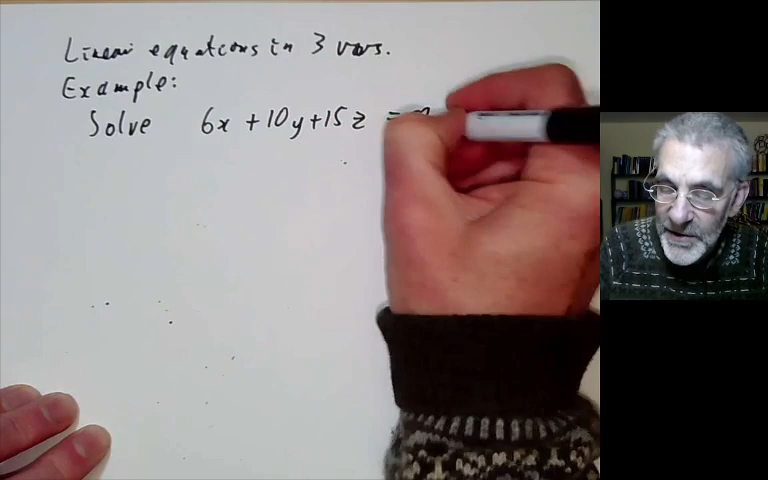 Linear equations in 3 vars.
Example:
Solve 6x + 10y + 15z =